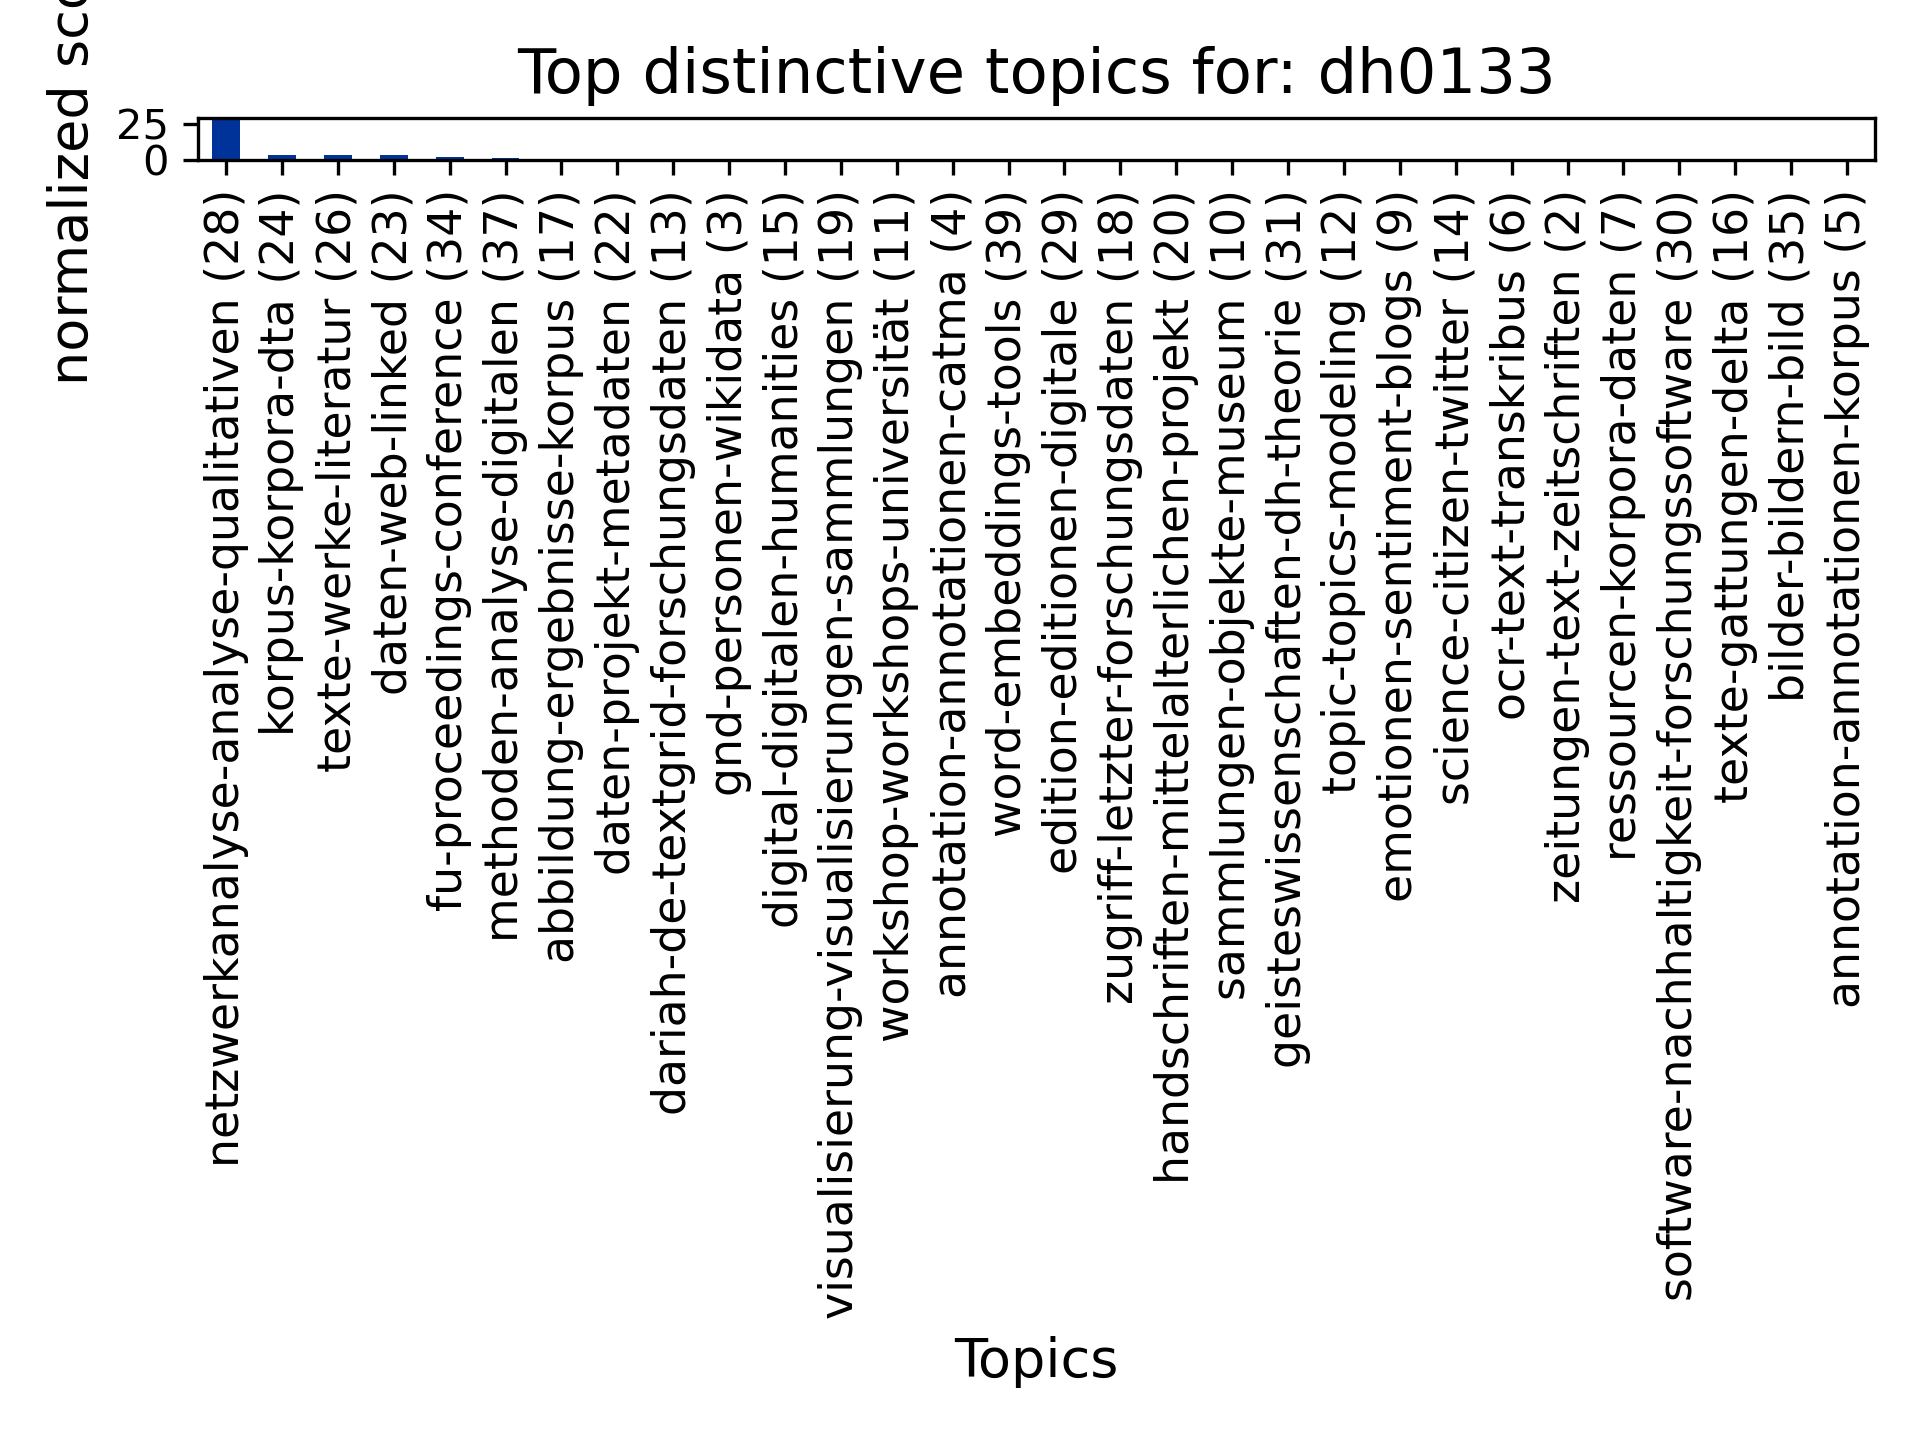 Top distinctive topics for: dh0133
normalized sco
25
0
netzwerkanalyse-analyse-qualitativen (28)
korpus-korpora-dta (24)
texte-werke-literatur (26)
daten-web-linked (23)
fu-proceedings-conference (34)
methoden-analyse-digitalen (37)
abbildung-ergebnisse-korpus (17)
daten-projekt-metadaten (22)
dariah-de-textgrid-forschungsdaten (13)
gnd-personen-wikidata (3)
digital-digitalen-humanities (15)
visualisierung-visualisierungen-sammlungen (19)
workshop-workshops-universität (11)
annotation-annotationen-catma (4)
word-embeddings-tools (39)
edition-editionen-digitale (29)
zugriff-letzter-forschungsdaten (18)
handschriften-mittelalterlichen-projekt (20)
sammlungen-objekte-museum (10)
geisteswissenschaften-dh-theorie (31)
topic-topics-modeling (12)
emotionen-sentiment-blogs (9)
science-citizen-twitter (14)
ocr-text-transkribus (6)
zeitungen-text-zeitschriften (2)
ressourcen-korpora-daten (7)
software-nachhaltigkeit-forschungssoftware (30)
texte-gattungen-delta (16)
bilder-bildern-bild (35)
annotation-annotationen-korpus (5)
Topics